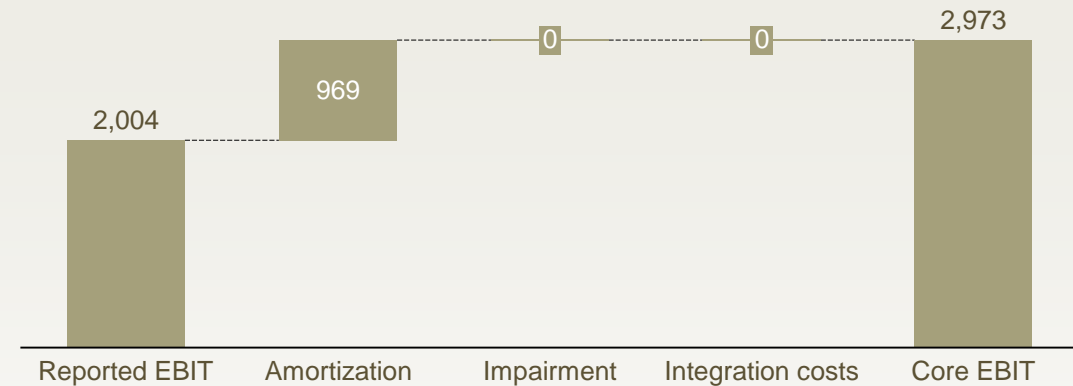 2,973
0
0
969
2,004
Reported EBIT
Amortization
Impairment
Integration costs
Core EBIT